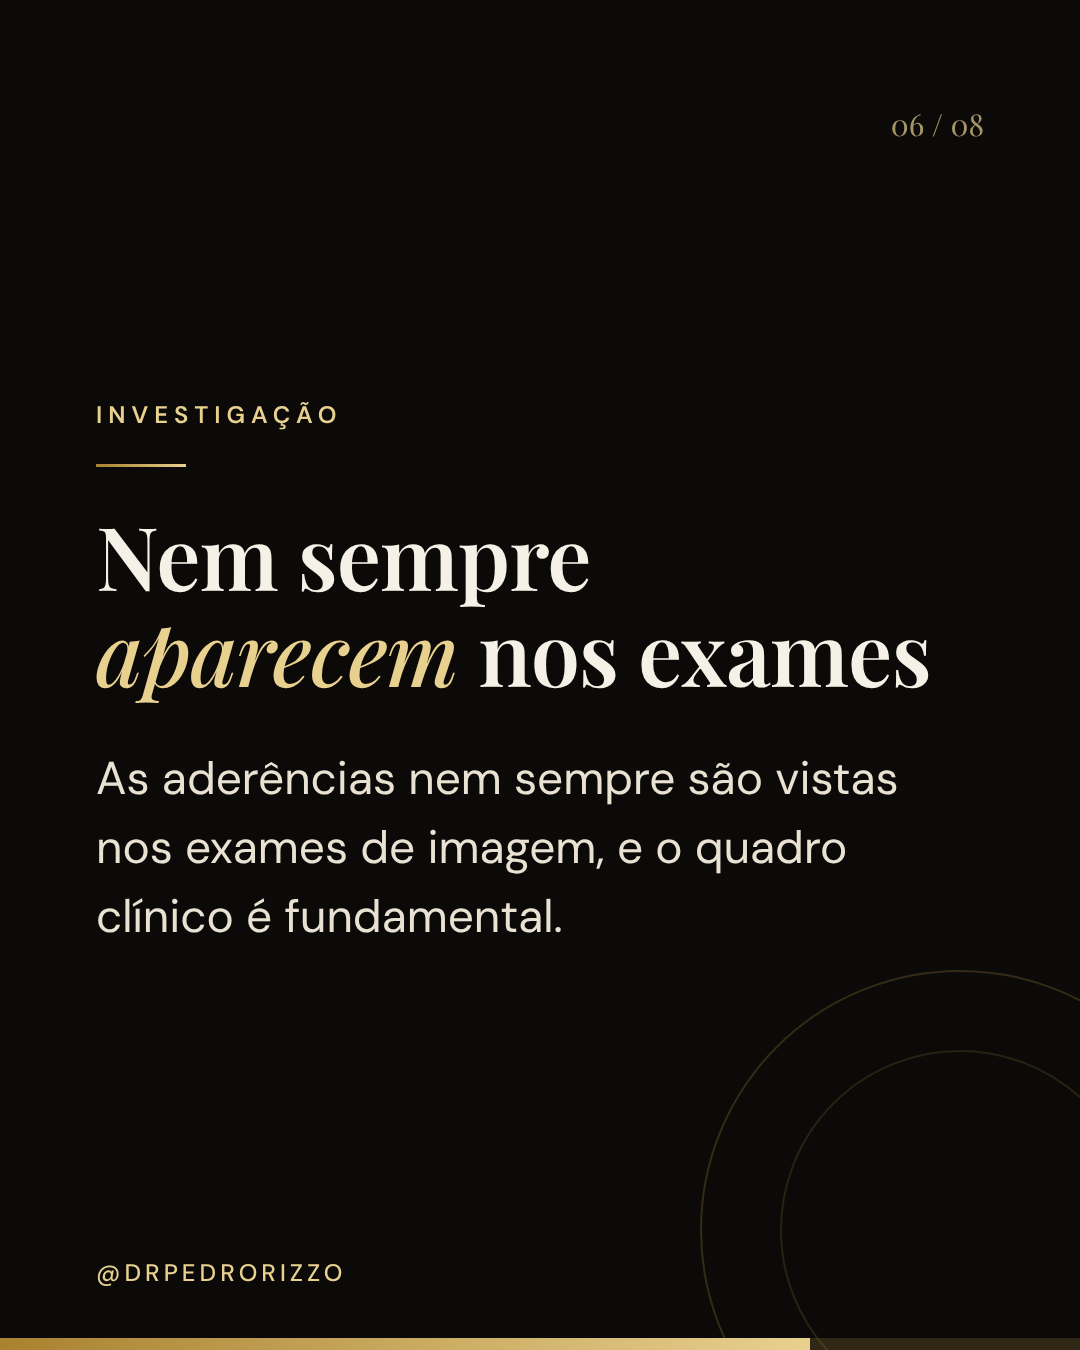 06 / 08
INVESTIGAÇÃO
Nem sempre
aparecem nos exames
As aderências nem sempre são vistas
nos exames de imagem, e o quadro
clínico é fundamental.
@DRPEDRORIZZO